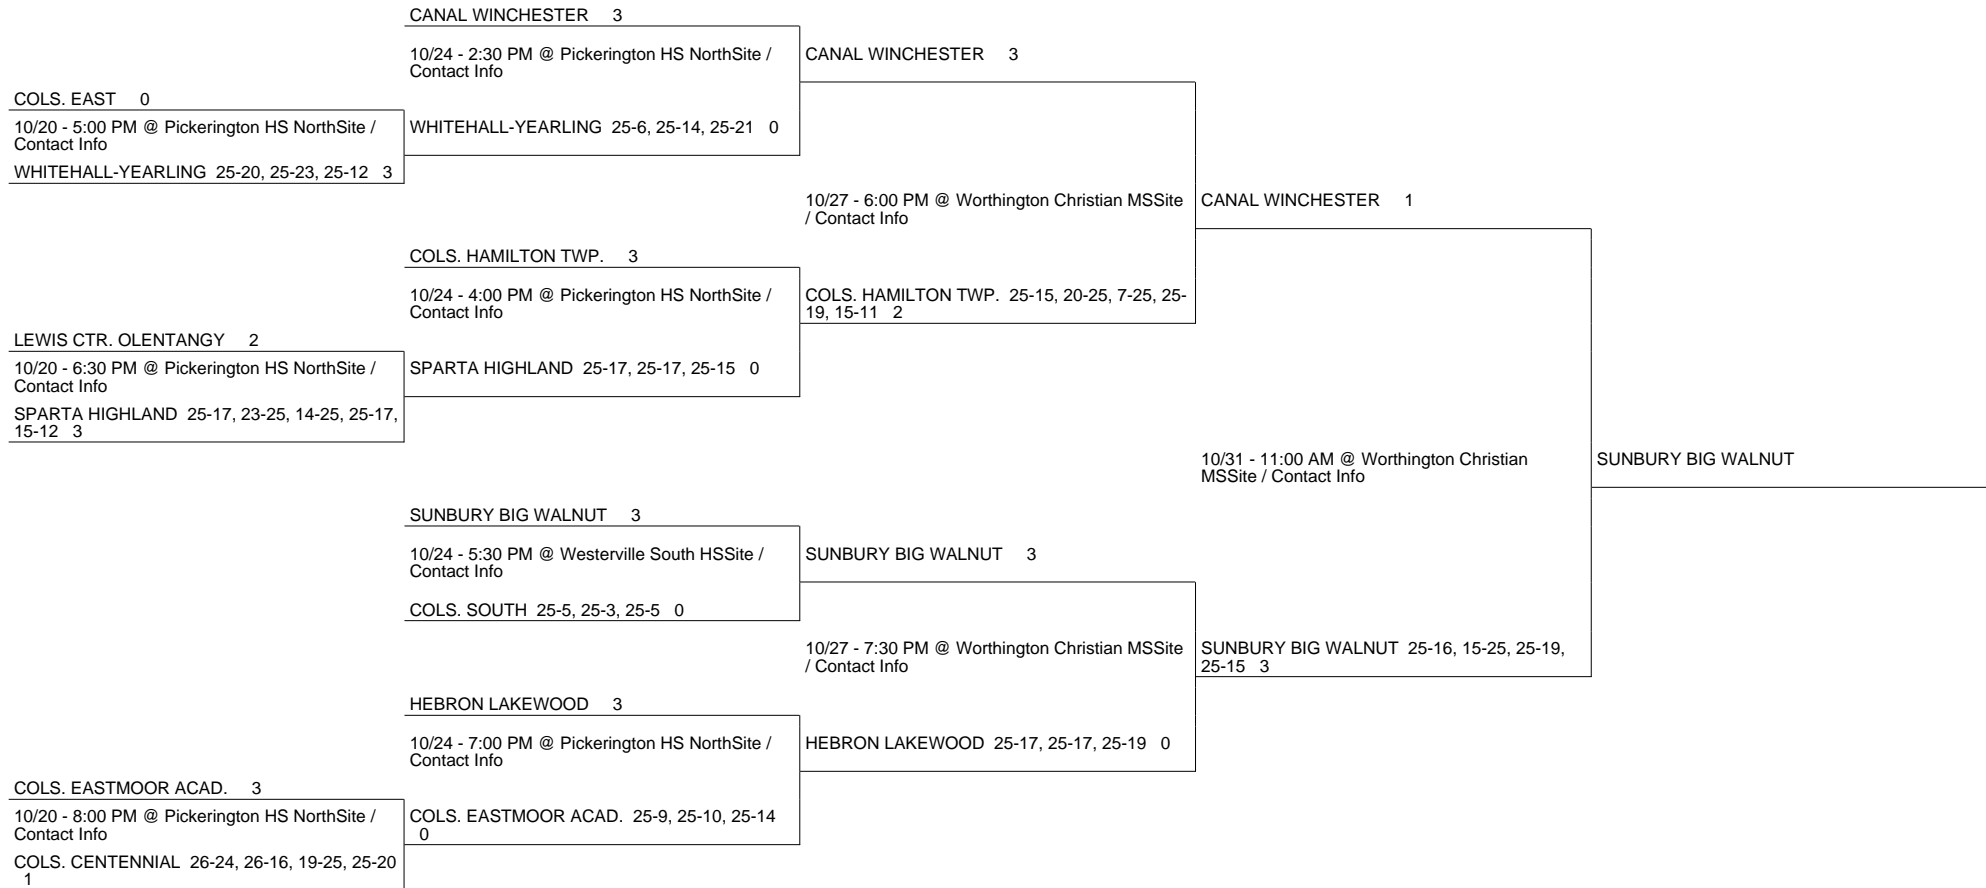 CANAL WINCHESTER 3
10/24 - 2:30 PM @ Pickerington HS NorthSite /
Contact Info
CANAL WINCHESTER 3
COLS. EAST 0
10/20 - 5:00 PM @ Pickerington HS NorthSite /
Contact Info
WHITEHALL-YEARLING 25-6, 25-14, 25-21 0
WHITEHALL-YEARLING 25-20, 25-23, 25-12 3
10/27 - 6:00 PM @ Worthington Christian MSSite
/ Contact Info
CANAL WINCHESTER 1
COLS. HAMILTON TWP. 3
10/24 - 4:00 PM @ Pickerington HS NorthSite /
Contact Info
COLS. HAMILTON TWP. 25-15, 20-25, 7-25, 25-
19, 15-11 2
LEWIS CTR. OLENTANGY 2
10/20 - 6:30 PM @ Pickerington HS NorthSite /
Contact Info
SPARTA HIGHLAND 25-17, 25-17, 25-15 0
SPARTA HIGHLAND 25-17, 23-25, 14-25, 25-17,
15-12 3
10/31 - 11:00 AM @ Worthington Christian
MSSite / Contact Info
SUNBURY BIG WALNUT
SUNBURY BIG WALNUT 3
10/24 - 5:30 PM @ Westerville South HSSite /
Contact Info
SUNBURY BIG WALNUT 3
COLS. SOUTH 25-5, 25-3, 25-5 0
10/27 - 7:30 PM @ Worthington Christian MSSite
/ Contact Info
SUNBURY BIG WALNUT 25-16, 15-25, 25-19,
25-15 3
HEBRON LAKEWOOD 3
10/24 - 7:00 PM @ Pickerington HS NorthSite /
Contact Info
HEBRON LAKEWOOD 25-17, 25-17, 25-19 0
COLS. EASTMOOR ACAD. 3
10/20 - 8:00 PM @ Pickerington HS NorthSite /
Contact Info
COLS. EASTMOOR ACAD. 25-9, 25-10, 25-14
0
COLS. CENTENNIAL 26-24, 26-16, 19-25, 25-20
1